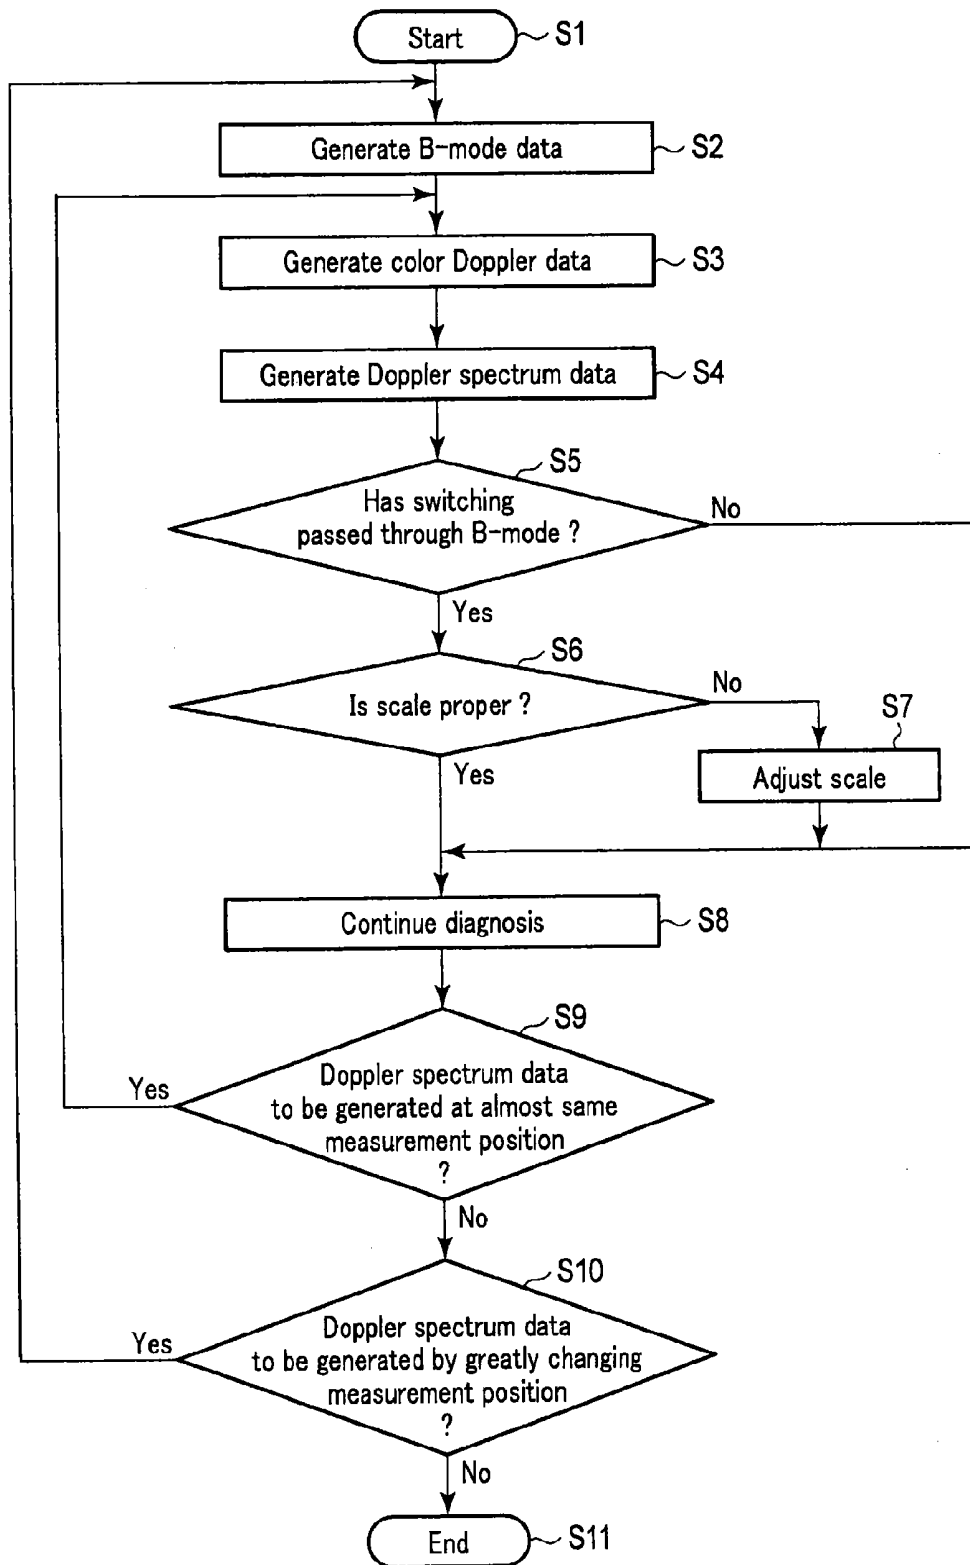 Start
S1
Generate B-mode data
S2
Generate color Doppler data
S3
Generate Doppler spectrum data
S4
S5
Has switching
passed through B-mode ?
No
Yes
S6
Is scale proper ?
No
S7
Yes
Adjust scale
Continue diagnosis
S8
S9
Yes
Doppler spectrum data
to be generated at almost same
measurement position
?
No
S10
Yes
Doppler spectrum data
to be generated by greatly changing
measurement position
?
No
End
S11